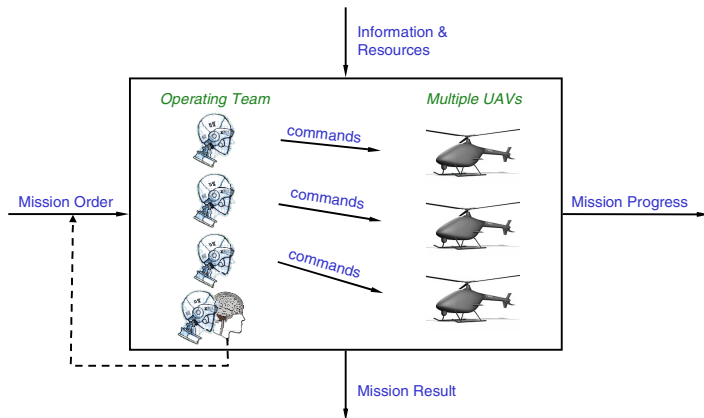 Information &
Resources
Operating Team
Multiple UAVs
commands
commands
commands
Mission Order
Mission Progress
Mission Result